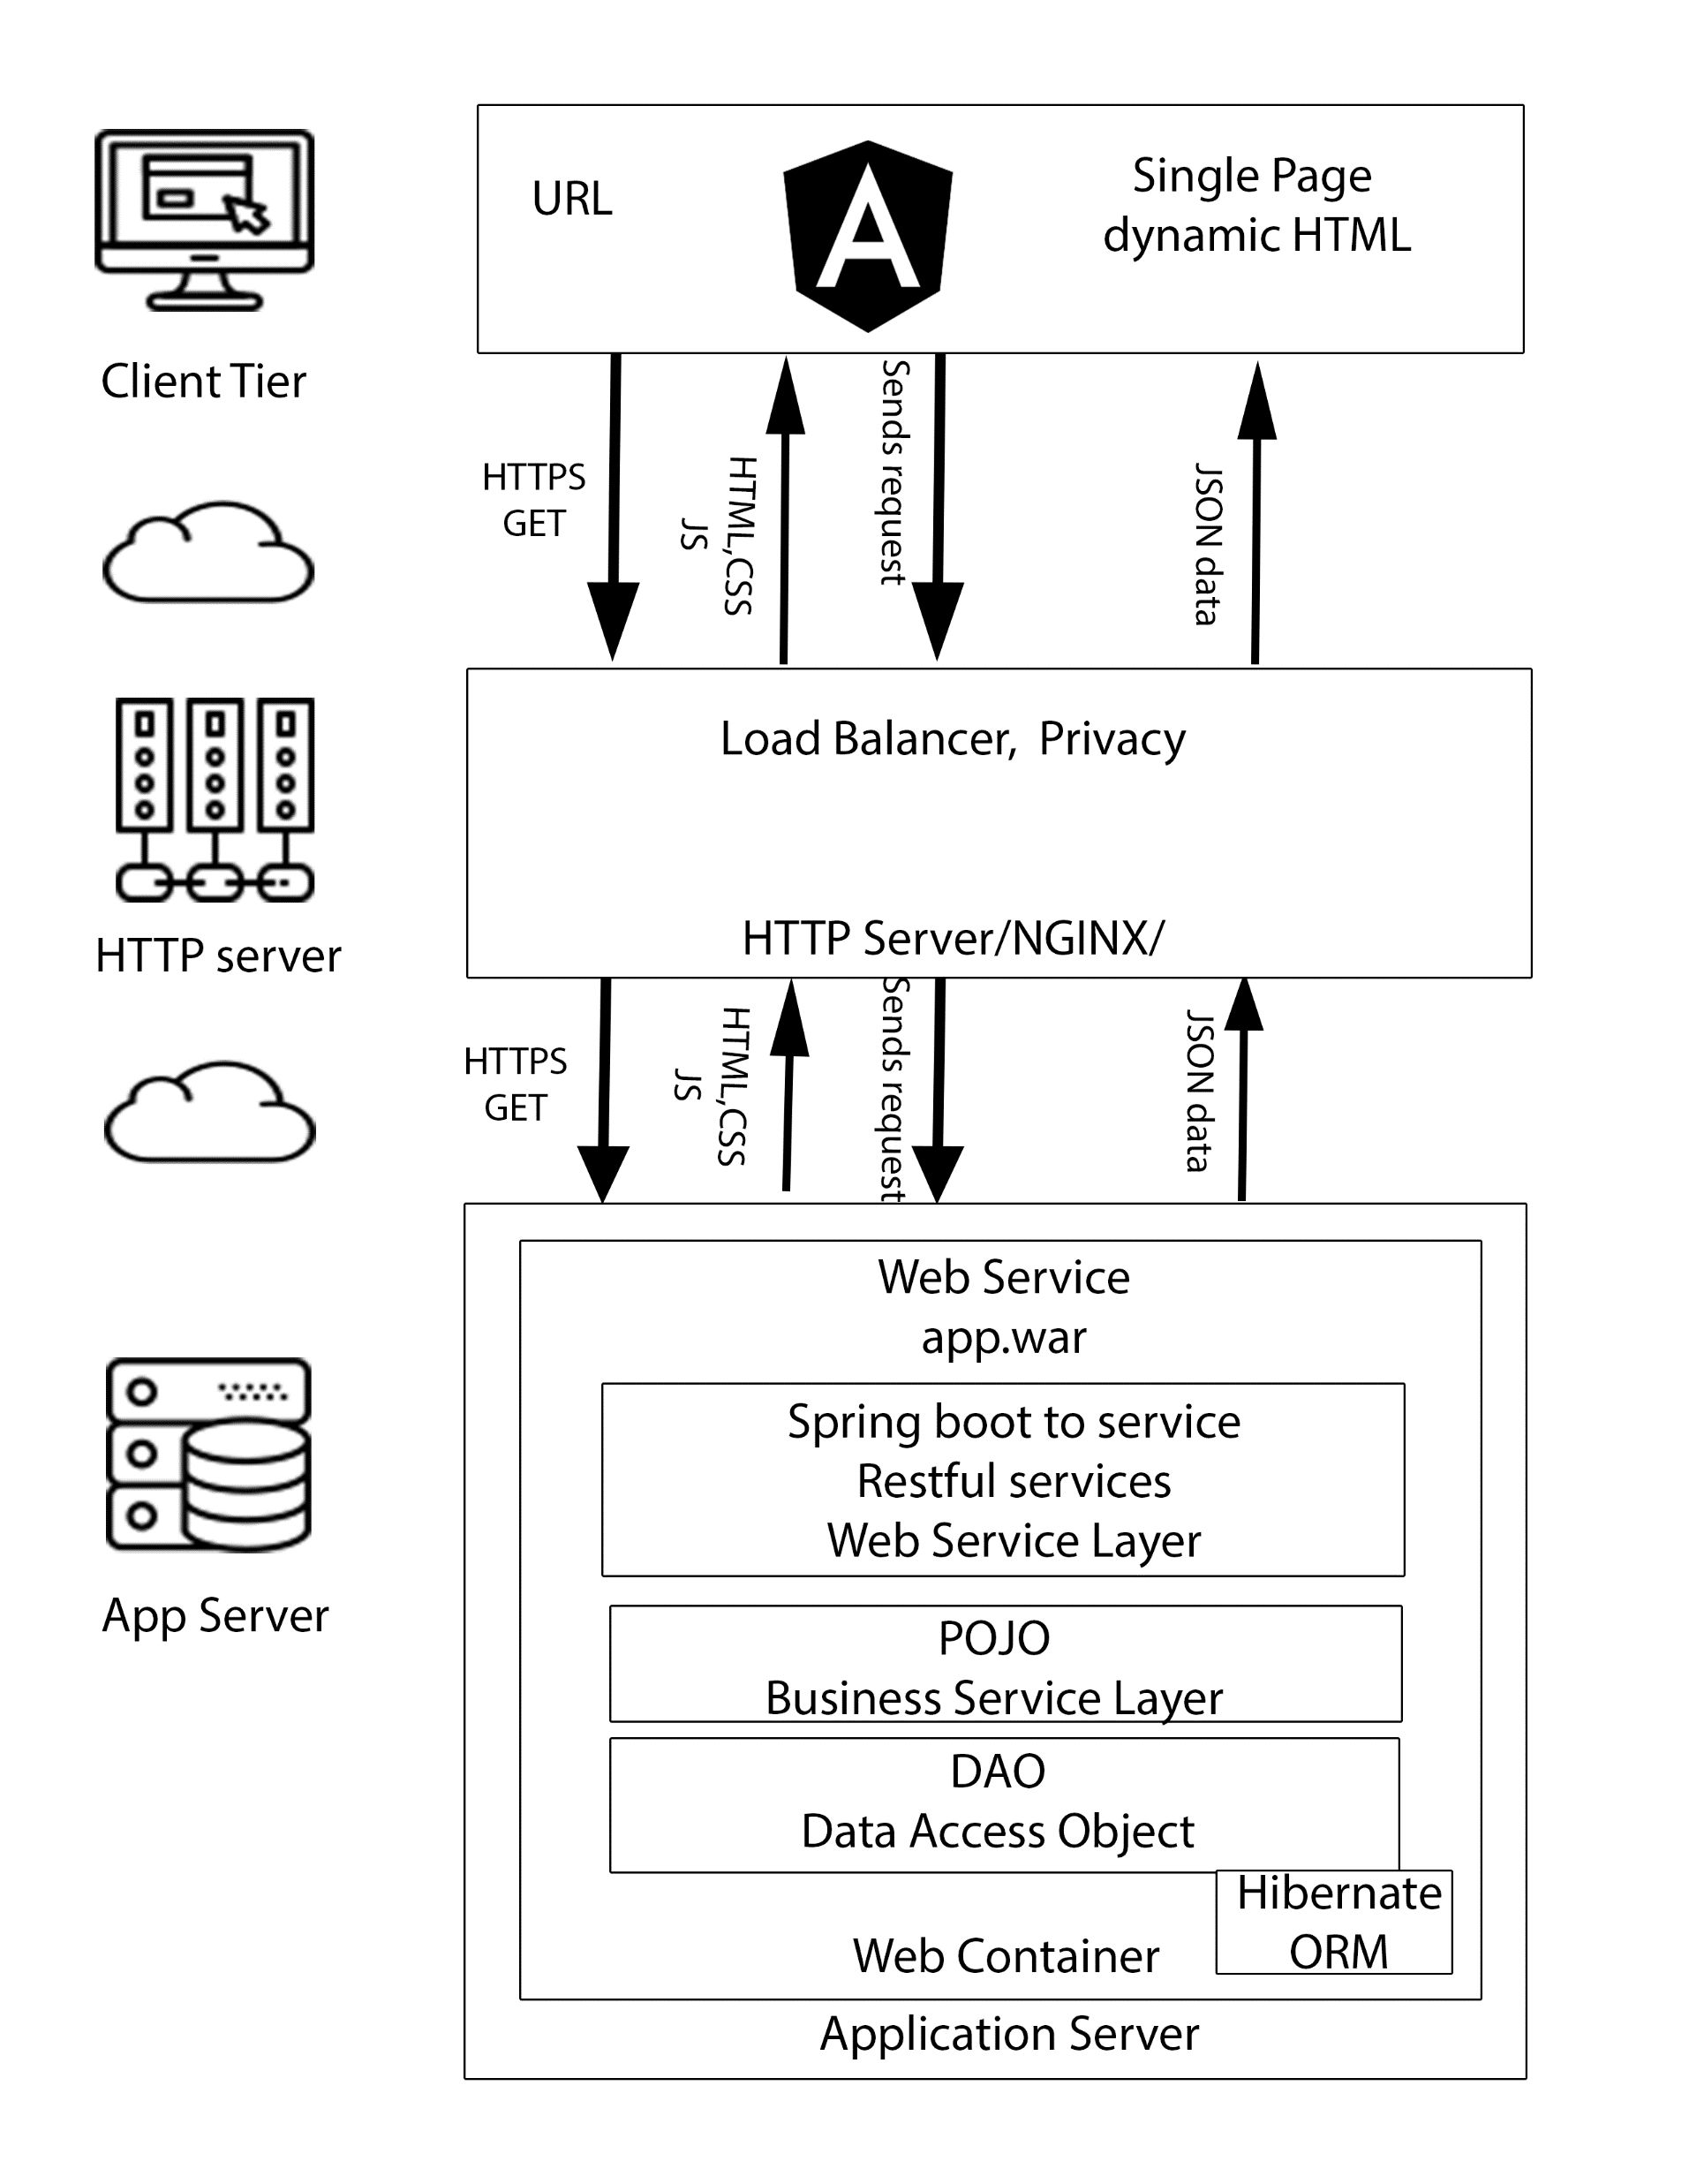 URL
Single Page
dynamic HTML
Client Tier
HTTPS
GET
HTML,CSS
JS
Sends request
JSON data
Load Balancer,  Privacy
HTTP Server/NGINX/
HTTP server
HTTPS
GET
HTML,CSS
JS
Sends request
JSON data
Web Service
app.war
Spring boot to service
Restful services
Web Service Layer
App Server
POJO
Business Service Layer
DAO
Data Access Object
Hibernate
ORM
Web Container
Application Server